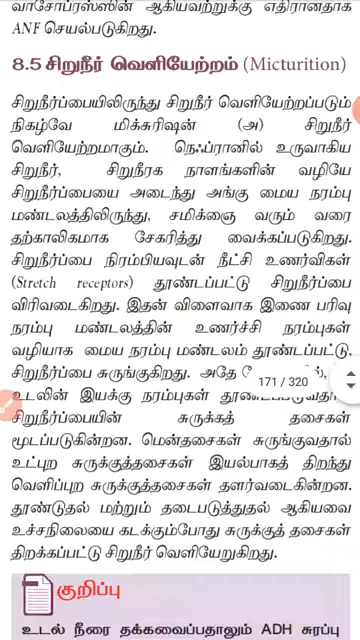 வாசோப்ரஸ்ஸின் ஆகியவற்றுக்கு எதிரானதாக
ANF செயல்படுகிறது.
8.5 சிறுநீர் வெளியேற்றம் (Micturition)
சிறுநீர்ப்பையிலிருந்து சிறுநீர் வெளியேற்றப்படும்
நிகழ்வே மிக்சுரிஷன் (அ) சிறுநீர்
வெளியேற்றமாகும். நெஃப்ரானில் உருவாகிய
சிறுநீர், சிறுநீரக நாளங்களின் வழியே
சிறுநீர்ப்பையை அடைந்து அங்கு மைய நரம்பு
மண்டலத்திலிருந்து, சமிக்ஞை வரும் வரை
தற்காலிகமாக சேகரித்து வைக்கப்படுகிறது.
சிறுநீர்ப்பை நிரம்பியவுடன் நீட்சி உணர்விகள்
(Stretch receptors) தூண்டப்பட்டு சிறுநீர்ப்பை
விரிவடைகிறது. இதன் விளைவாக இணை பரிவு
நரம்பு மண்டலத்தின் உணர்ச்சி நரம்புகள்
வழியாக மைய நரம்பு மண்டலம் தூண்டப்பட்டு,
சிறுநீர்ப்பை சுருங்குகிறது. அதே
171 / 320
உடலின் இயக்கு நரம்புகள்
சிறுநீர்ப்பையின் சுருக்கத் தசைகள்
மூடப்படுகின்றன. மென்தசைகள் சுருங்குவதால்
உட்புற சுருக்குத்தசைகள் இயல்பாகத் திறந்து
வெளிப்புற சுருக்குத்தசைகள் தளர்வடைகின்றன.
தூண்டுதல் மற்றும் தடைபடுத்துதல் ஆகியவை
உச்சநிலையை கடக்கும்போது சுருக்குத் தசைகள்
திறக்கப்பட்டு சிறுநீர் வெளியேறுகிறது.
குறிப்பு
உடல் நீரை தக்கவைப்பதாலும் ADH சுரப்பு